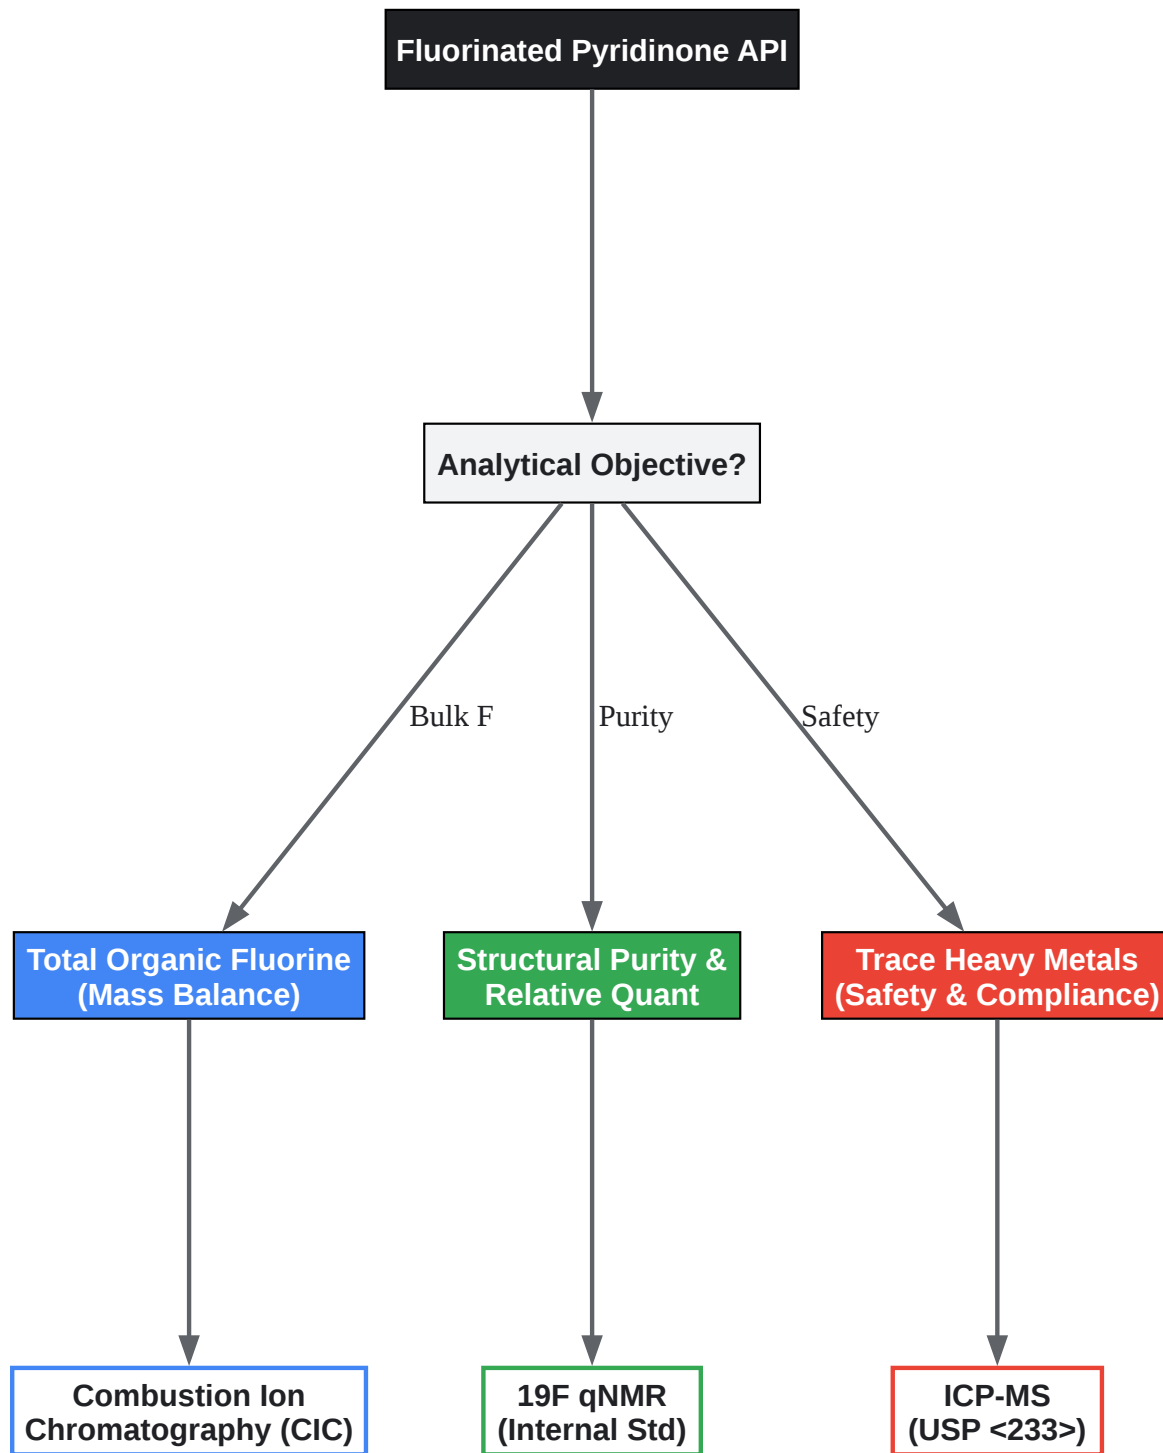 Fluorinated Pyridinone API
Analytical Objective?
Bulk F
Purity
Safety
Total Organic Fluorine
(Mass Balance)
Structural Purity &
Relative Quant
Trace Heavy Metals
(Safety & Compliance)
Combustion Ion
Chromatography (CIC)
19F qNMR
(Internal Std)
ICP-MS
(USP <233>)